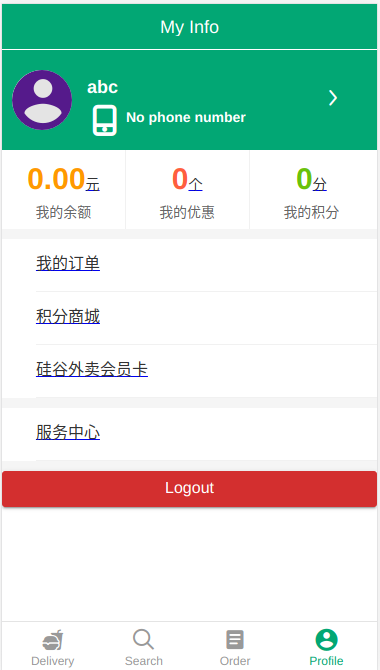 My Info
abc
No phone number
0.00元
0个
0分
我的余额
我的优惠
我的积分
我的订单
积分商城
硅谷外卖会员卡
服务中心
Logout
Delivery
Search
Order
Profile